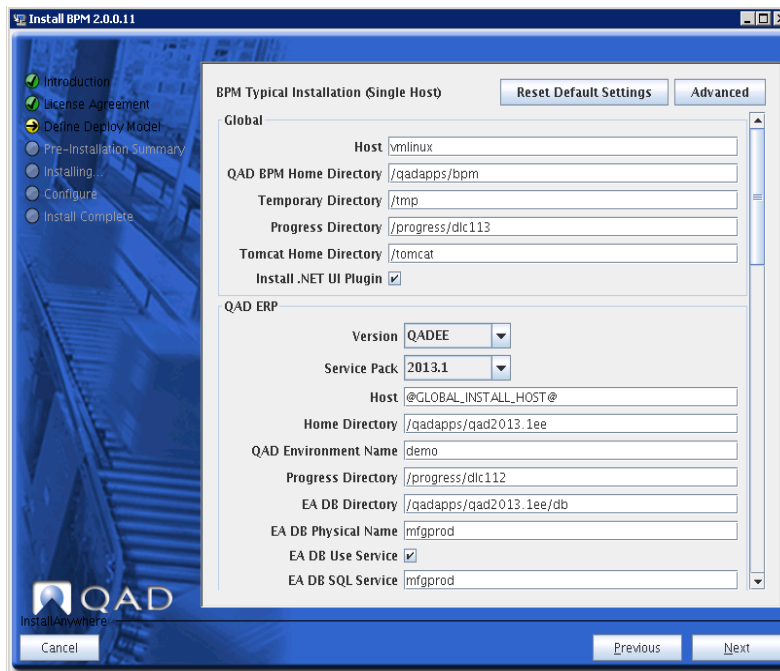 Install BPM 2.0.0.11
Introduction
License Agreement
Define Deploy Model
Pre-Installation Summary
Installing...
Configure
Install Complete
BPM Typical Installation (Single Host)
Reset Default Settings
Advanced
Global
Host vmlinux
QAD BPM Home Directory /qadapps/bpm
Temporary Directory /tmp
Progress Directory /progress/dlc113
Tomcat Home Directory /tomcat
Install .NET UI Plugin
QAD ERP
Version QADEE
Service Pack 2013.1
Host @GLOBAL_INSTALL_HOST@
Home Directory /qadapps/qad2013.1ee
QAD Environment Name demo
Progress Directory /progress/dlc112
EA DB Directory /qadapps/qad2013.1ee/db
EA DB Physical Name mfgprod
EA DB Use Service
EA DB SQL Service mfgprod
QAD
InstallAnywhere
Cancel
Previous
Next